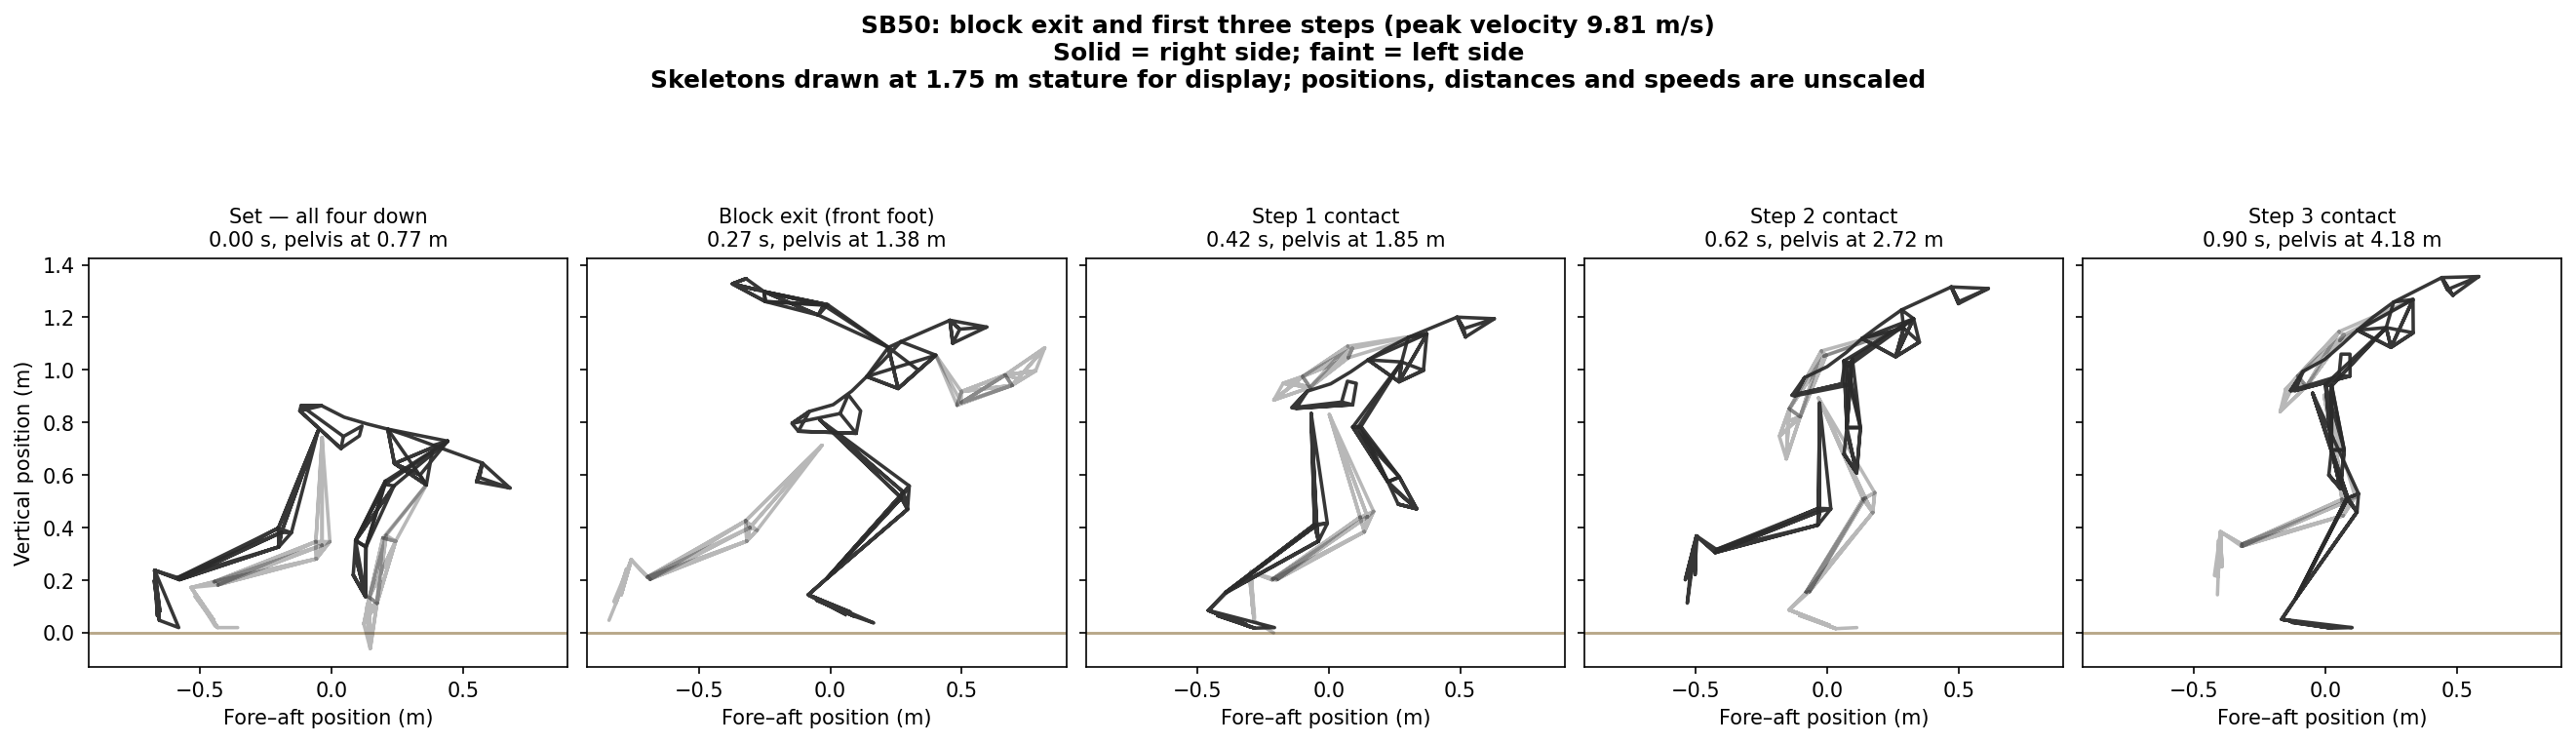 SB50: block exit and first three steps (peak velocity 9.81 m/s)
Solid = right side; faint = left side
Skeletons drawn at 1.75 m stature for display; positions, distances and speeds are unscaled
Set — all four down
0.00 s, pelvis at 0.77 m
Block exit (front foot)
0.27 s, pelvis at 1.38 m
Step 1 contact
0.42 s, pelvis at 1.85 m
Step 2 contact
0.62 s, pelvis at 2.72 m
Step 3 contact
0.90 s, pelvis at 4.18 m
Vertical position (m)
1.4
1.2
1.0
0.8
0.6
0.4
0.2
0.0
−0.5 0.0 0.5
−0.5 0.0 0.5
−0.5 0.0 0.5
−0.5 0.0 0.5
−0.5 0.0 0.5
Fore–aft position (m)
Fore–aft position (m)
Fore–aft position (m)
Fore–aft position (m)
Fore–aft position (m)